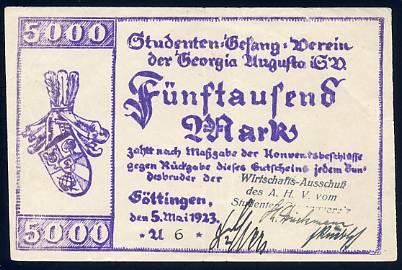 5000
Studenten-Gesang-Verein
der Georgia Augusta i. S.V.
Fünftausend
Mark
zahlt nach Maßgabe der Konventsbeschlüsse
gegen Rückgabe dieses Gutscheins jedem Bun-
desbruder der
Wirtschafts-Ausschuß
des A. H. V. vom
Göttingen,
den 5. Mai 1923.
* U 6 *
5000